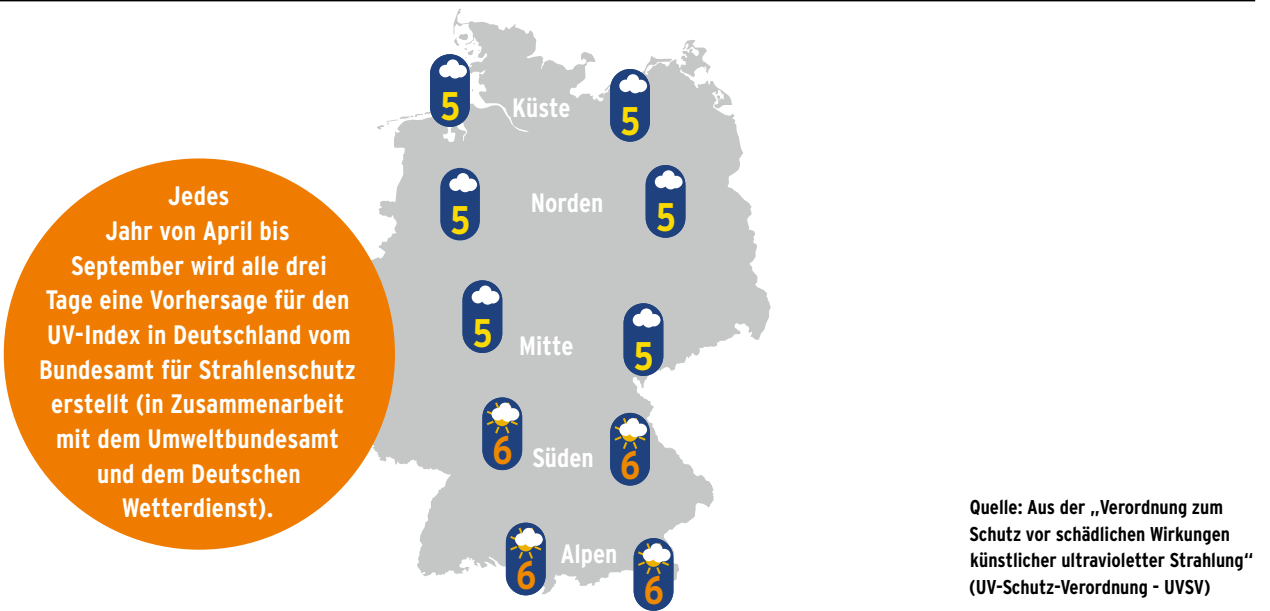 5
Küste
5
5
Norden
5
5
Mitte
5
6
Süden
6
6
Alpen
6
Jedes
Jahr von April bis
September wird alle drei
Tage eine Vorhersage für den
UV-Index in Deutschland vom
Bundesamt für Strahlenschutz
erstellt (in Zusammenarbeit
mit dem Umweltbundesamt
und dem Deutschen
Wetterdienst).
Quelle: Aus der „Verordnung zum
Schutz vor schädlichen Wirkungen
künstlicher ultravioletter Strahlung“
(UV-Schutz-Verordnung - UVSV)